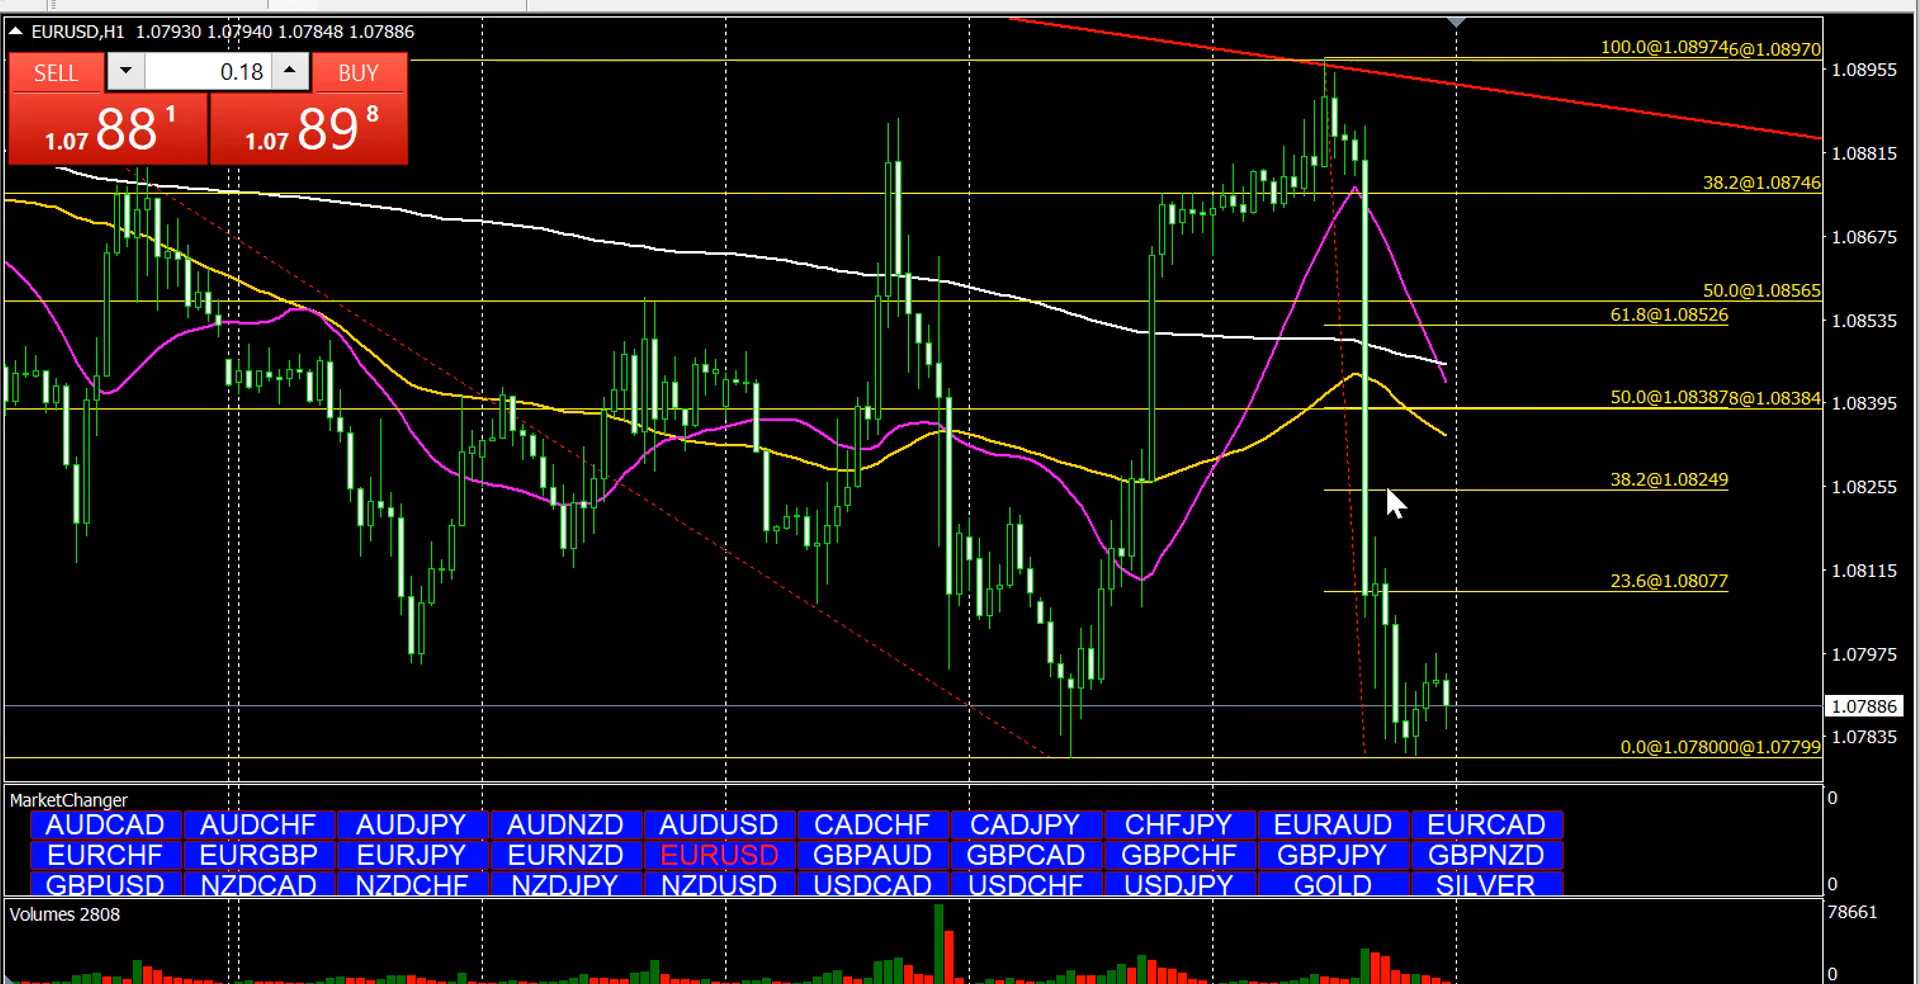 EURUSD,H1 1.07930 1.07940 1.07848 1.07886
SELL 0.18 BUY
1.07 88 1 1.07 89 8
100.0@1.08974 6@1.08970
38.2@1.08746
50.0@1.08565
61.8@1.08526
50.0@1.08387 8@1.08384
38.2@1.08249
23.6@1.08077
0.0@1.07800 0@1.07799
1.08955
1.08815
1.08675
1.08535
1.08395
1.08255
1.08115
1.07975
1.07886
1.07835
MarketChanger 0
AUDCAD AUDCHF AUDJPY AUDNZD AUDUSD CADCHF CADJPY CHFJPY EURAUD EURCAD
EURCHF EURGBP EURJPY EURNZD EURUSD GBPAUD GBPCAD GBPCHF GBPJPY GBPNZD
GBPUSD NZDCAD NZDCHF NZDJPY NZDUSD USDCAD USDCHF USDJPY GOLD SILVER
0
Volumes 2808 78661
0